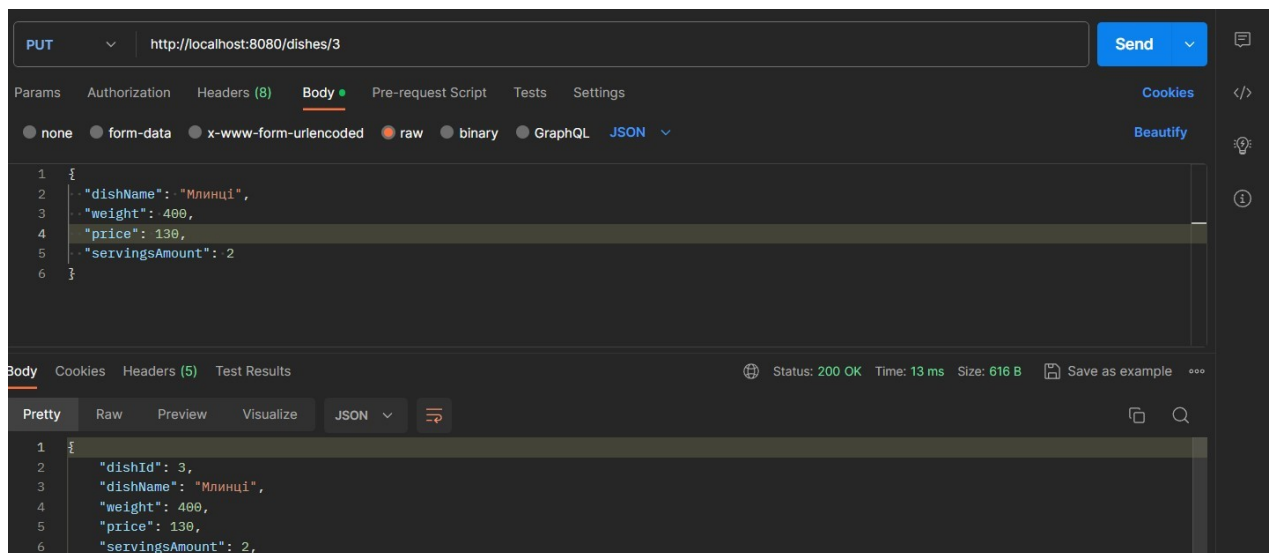 PUT http://localhost:8080/dishes/3 Send
Params Authorization Headers (8) Body Pre-request Script Tests Settings Cookies
none form-data x-www-form-urlencoded raw binary GraphQL JSON Beautify
1 {
2 "dishName": "Млинці",
3 "weight": 400,
4 "price": 130,
5 "servingsAmount": 2
6 }
Body Cookies Headers (5) Test Results Status: 200 OK Time: 13 ms Size: 616 B Save as example
Pretty Raw Preview Visualize JSON
1 {
2 "dishId": 3,
3 "dishName": "Млинці",
4 "weight": 400,
5 "price": 130,
6 "servingsAmount": 2,